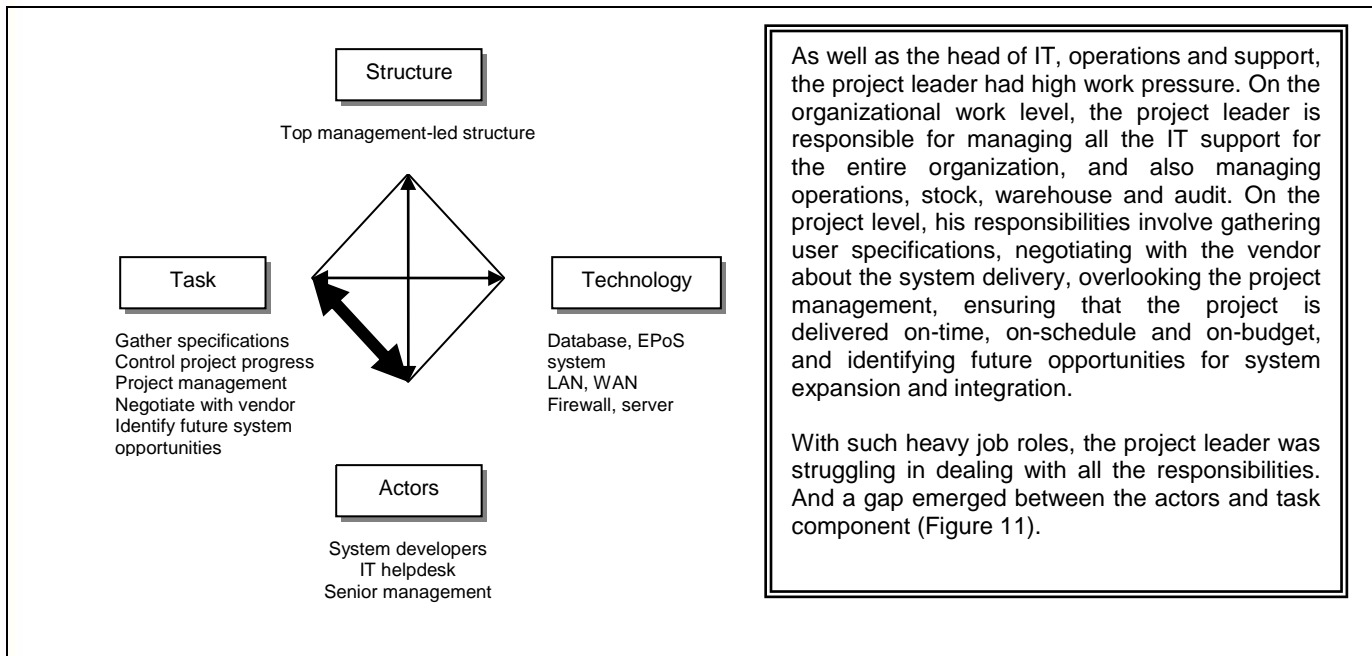 Structure
Top management-led structure
Task
Gather specifications
Control project progress
Project management
Negotiate with vendor
Identify future system
opportunities
Technology
Database, EPoS
system
LAN, WAN
Firewall, server
Actors
System developers
IT helpdesk
Senior management
As well as the head of IT, operations and support,
the project leader had high work pressure. On the
organizational work level, the project leader is
responsible for managing all the IT support for
the entire organization, and also managing
operations, stock, warehouse and audit. On the
project level, his responsibilities involve gathering
user specifications, negotiating with the vendor
about the system delivery, overlooking the project
management, ensuring that the project is
delivered on-time, on-schedule and on-budget,
and identifying future opportunities for system
expansion and integration.
With such heavy job roles, the project leader was
struggling in dealing with all the responsibilities.
And a gap emerged between the actors and task
component (Figure 11).